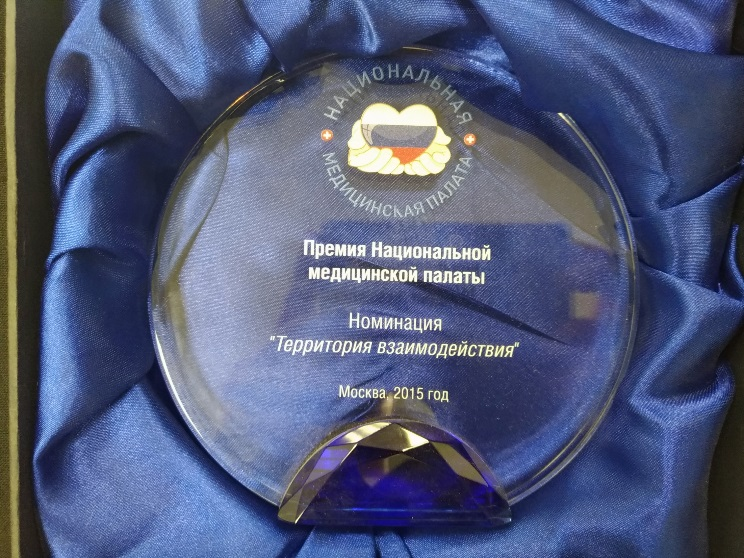 НАЦИОНАЛЬНАЯ
МЕДИЦИНСКАЯ ПАЛАТА
Премия Национальной
медицинской палаты
Номинация
"Территория взаимодействия"
Москва, 2015 год